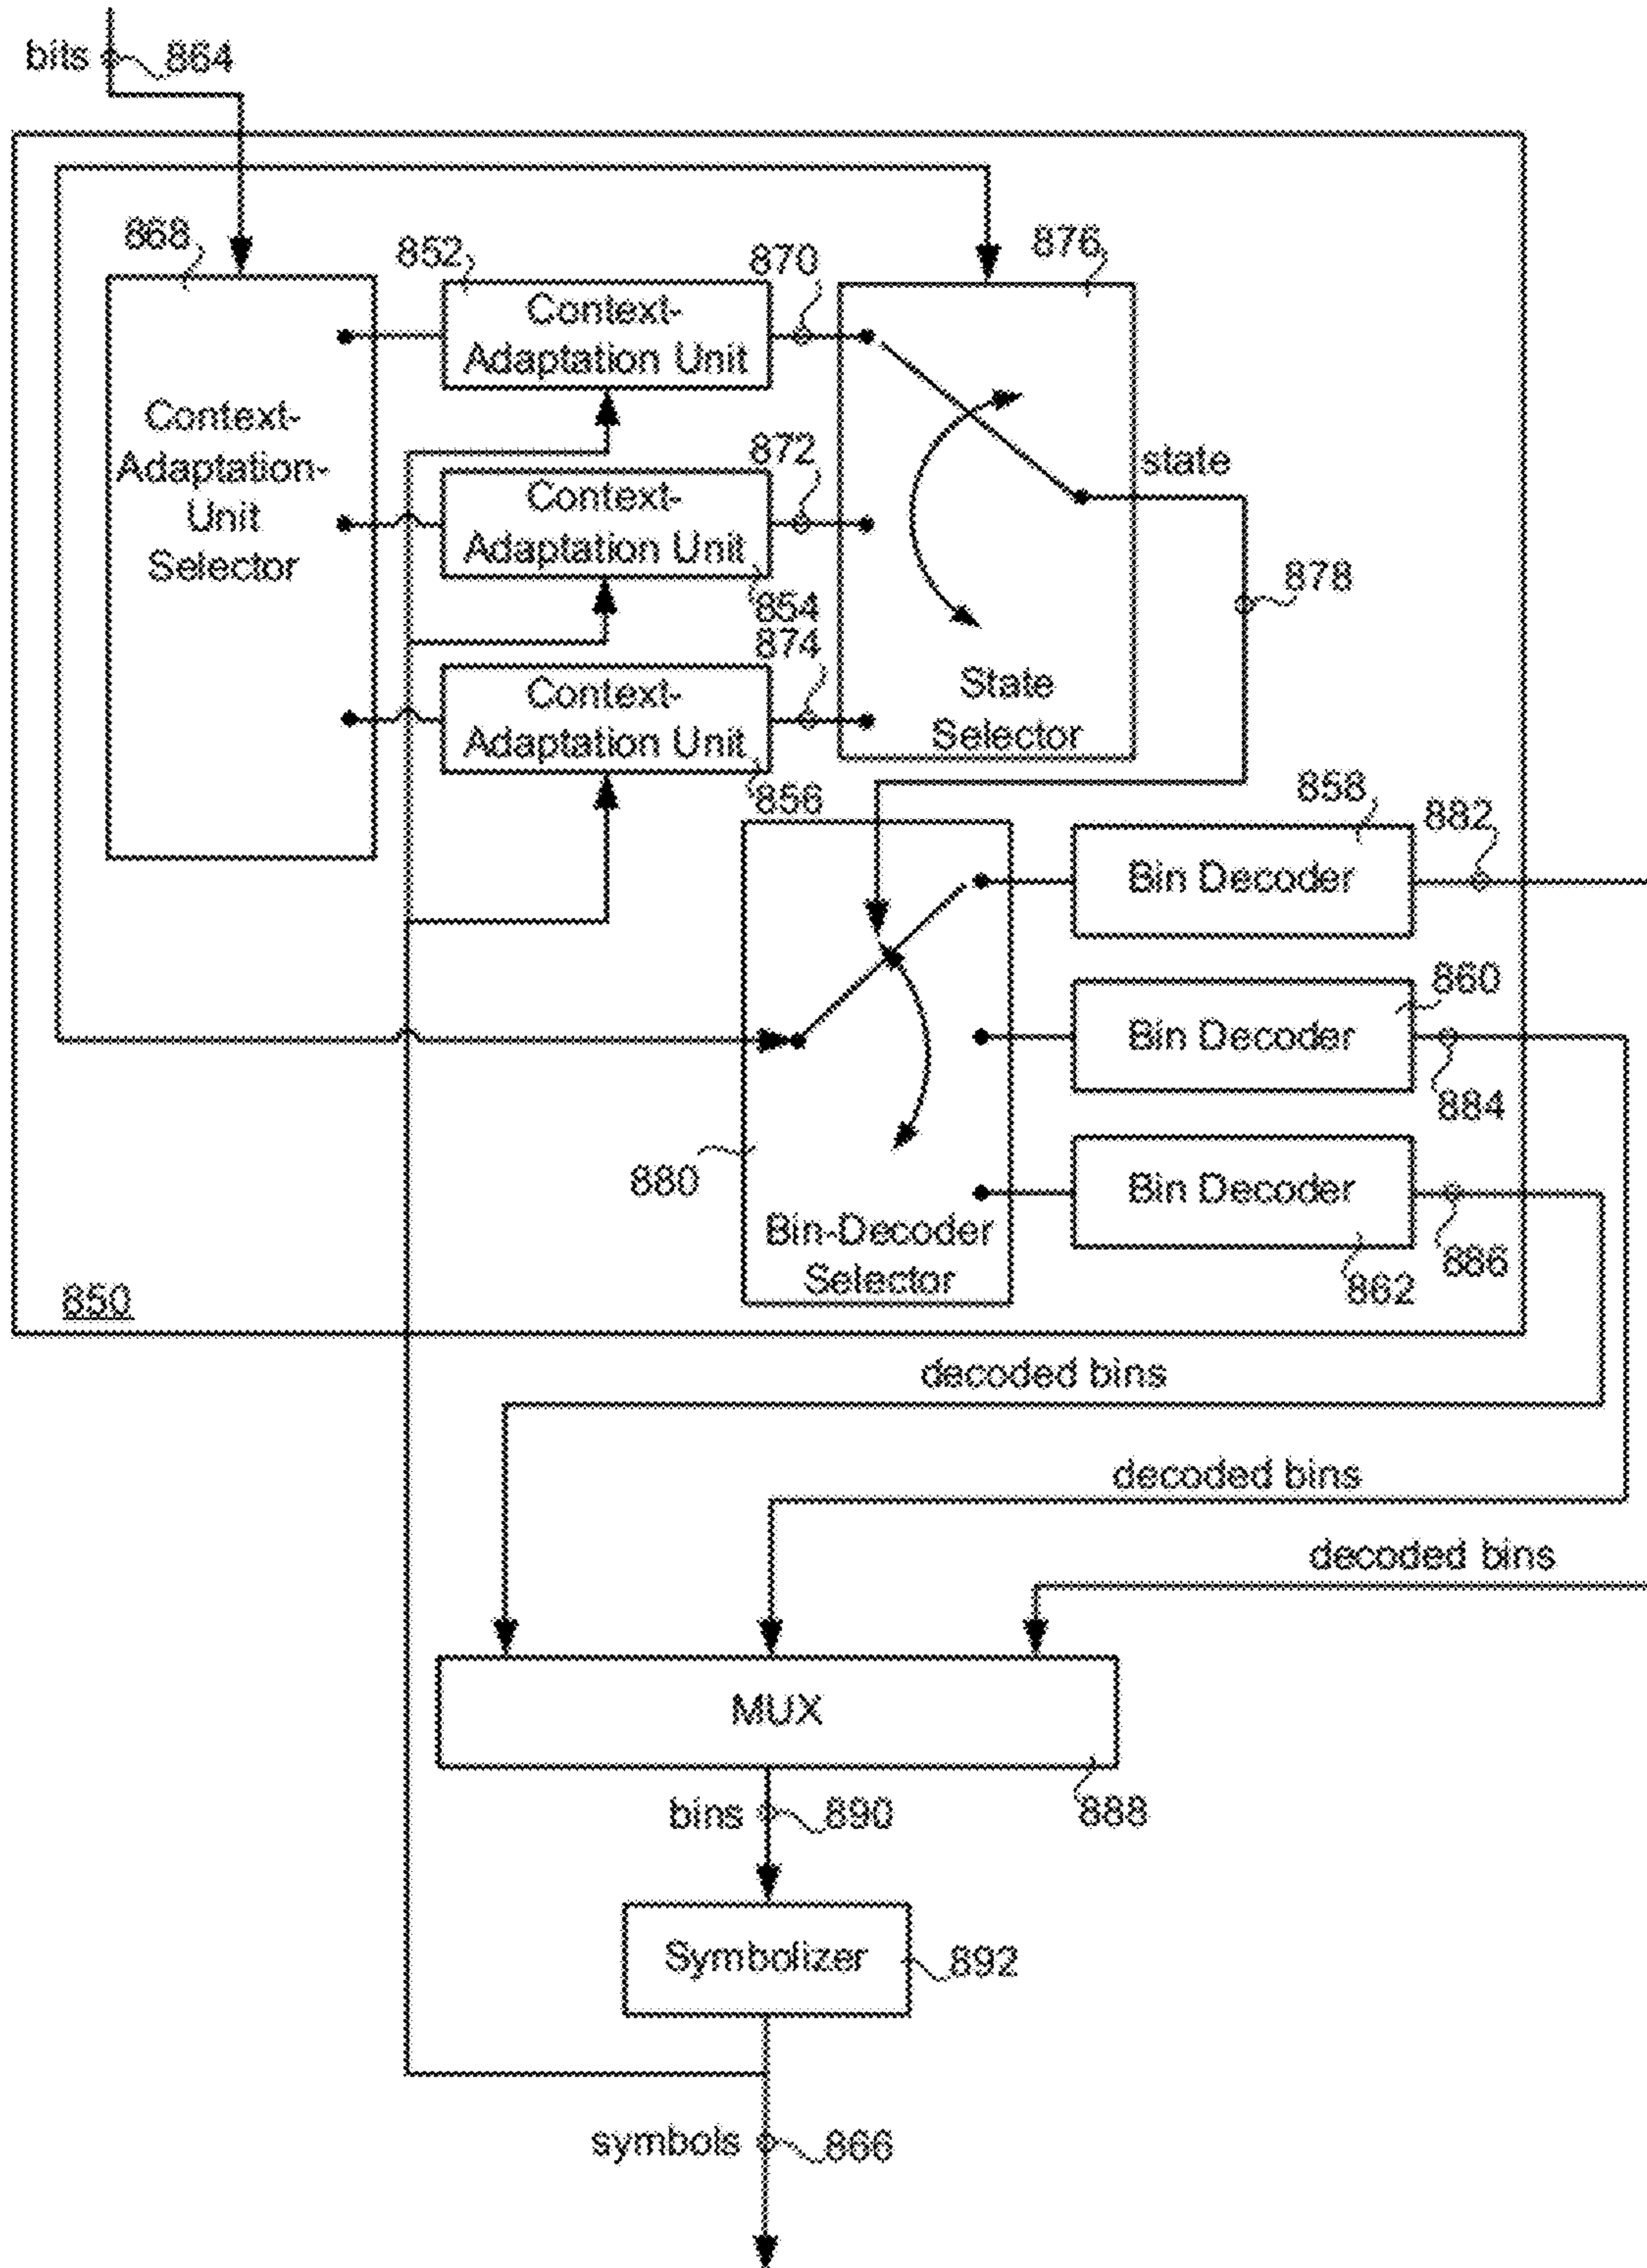 bits 864
868
852
870
876
Context-
Adaptation Unit
Context-
Adaptation-
Unit
Selector
872
state
Context-
Adaptation Unit
878
854
874
Context-
Adaptation Unit
State
Selector
856
858
882
Bin Decoder
860
Bin Decoder
884
880
Bin Decoder
Bin-Decoder
Selector
886
862
850
decoded bins
decoded bins
decoded bins
MUX
bins 890
888
Symbolizer
892
symbols 866